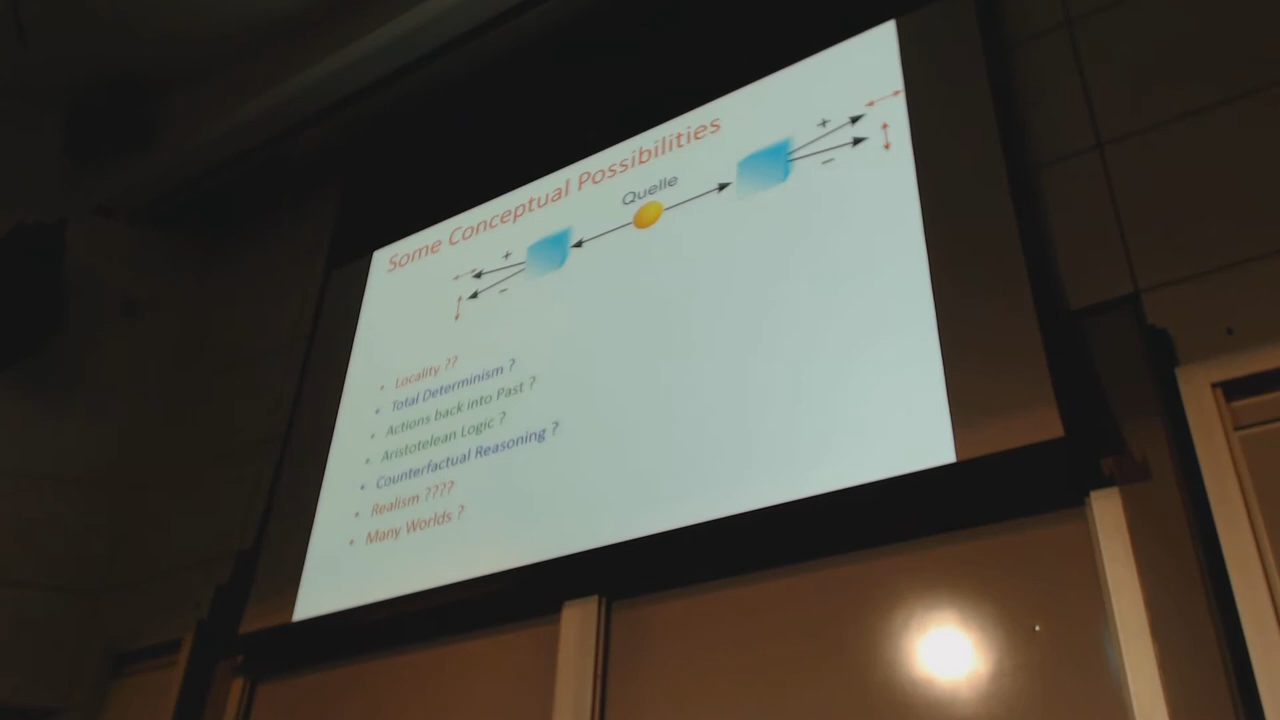 Some Conceptual Possibilities
Quelle
+
−
+
−
• Locality ??
• Total Determinism ?
• Actions back into Past ?
• Aristotelean Logic ?
• Counterfactual Reasoning ?
• Realism ????
• Many Worlds ?